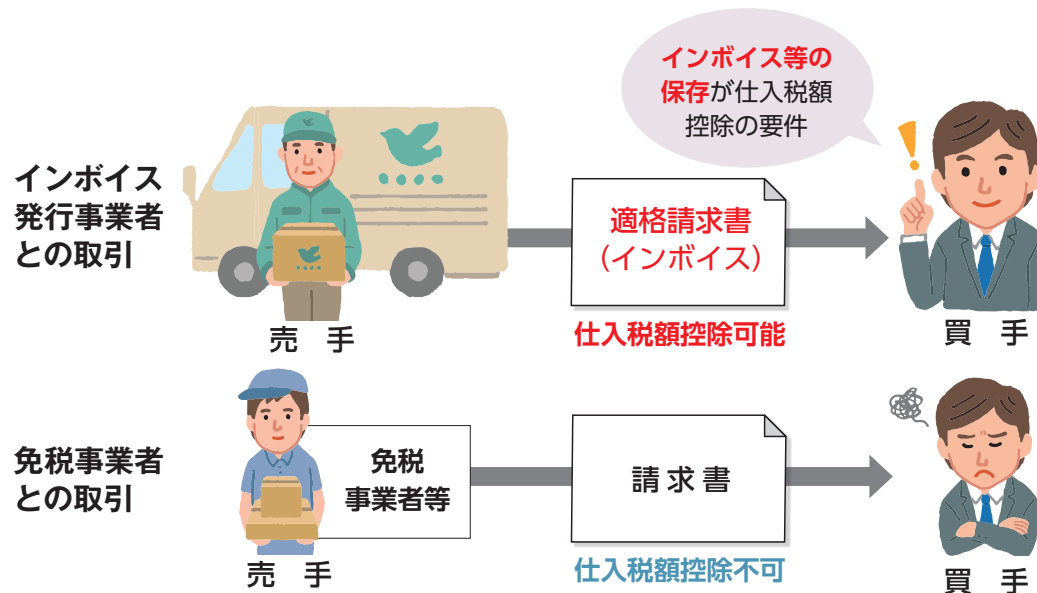 インボイス等の
保存が仕入税額
控除の要件
インボイス
発行事業者
との取引
適格請求書
（インボイス）
売　手
仕入税額控除可能
買　手
免税事業者
との取引
免税
事業者等
請求書
売　手
仕入税額控除不可
買　手